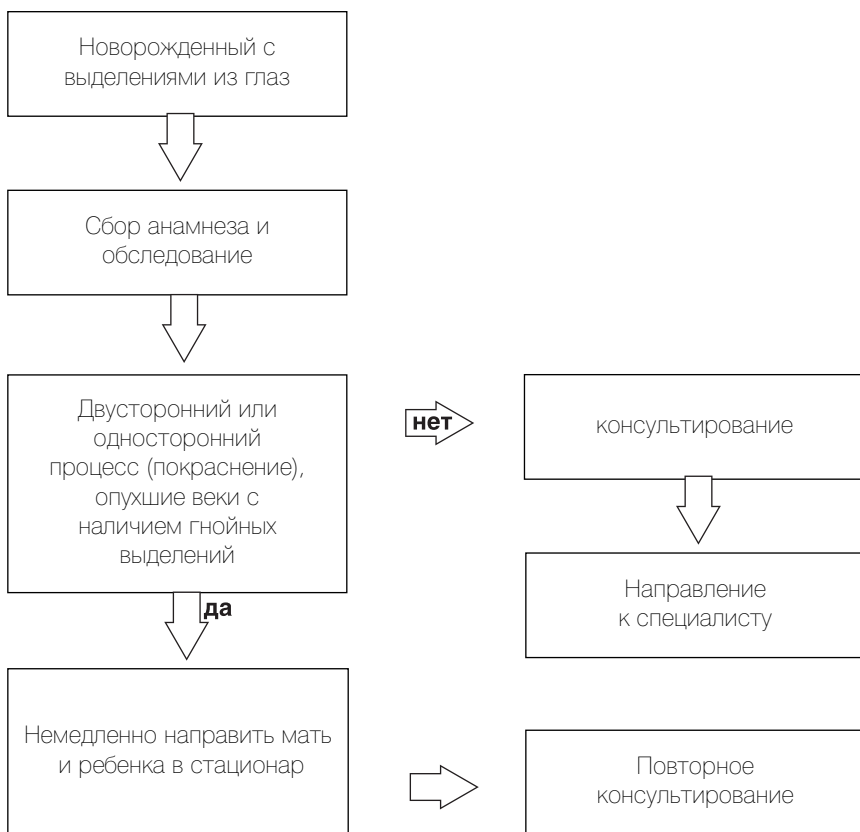 Новорожденный с
выделениями из глаз
Сбор анамнеза и
обследование
Двусторонний или
односторонний
процесс (покраснение),
опухшие веки с
наличием гнойных
выделений
нет
консультирование
Направление
к специалисту
да
Немедленно направить мать
и ребенка в стационар
Повторное
консультирование